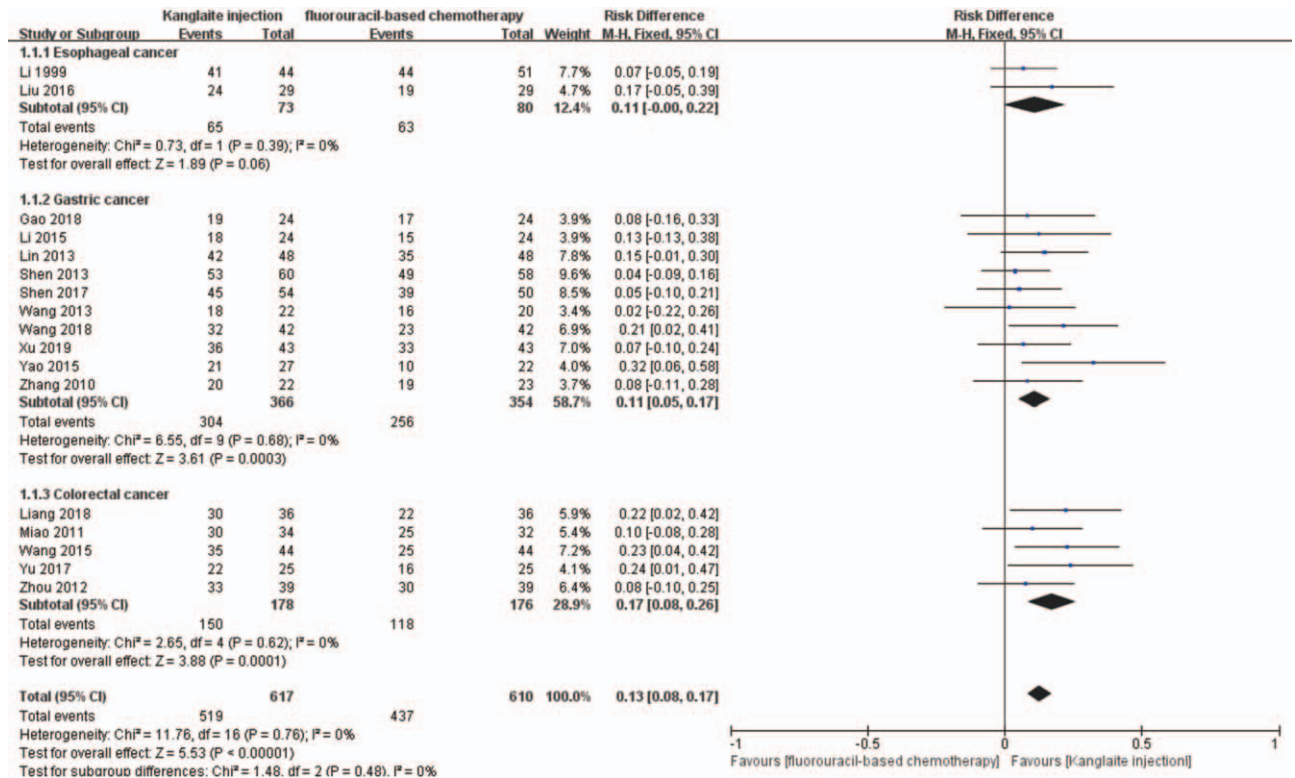 Kanglaite injection fluorouracil-based chemotherapy Risk Difference Risk Difference
Study or Subgroup Events Total Events Total Weight M-H, Fixed, 95% CI M-H, Fixed, 95% CI
1.1.1 Esophageal cancer
Li 1999 41 44 44 51 7.7% 0.07 [-0.05, 0.19]
Liu 2016 24 29 19 29 4.7% 0.17 [-0.05, 0.39]
Subtotal (95% CI) 73 80 12.4% 0.11 [-0.00, 0.22]
Total events 65 63
Heterogeneity: Chi² = 0.73, df = 1 (P = 0.39); I² = 0%
Test for overall effect: Z = 1.89 (P = 0.06)
1.1.2 Gastric cancer
Gao 2018 19 24 17 24 3.9% 0.08 [-0.16, 0.33]
Li 2015 18 24 15 24 3.9% 0.13 [-0.13, 0.38]
Lin 2013 42 48 35 48 7.8% 0.15 [-0.01, 0.30]
Shen 2013 53 60 49 58 9.6% 0.04 [-0.09, 0.16]
Shen 2017 45 54 39 50 8.5% 0.05 [-0.10, 0.21]
Wang 2013 18 22 16 20 3.4% 0.02 [-0.22, 0.26]
Wang 2018 32 42 23 42 6.9% 0.21 [0.02, 0.41]
Xu 2019 36 43 33 43 7.0% 0.07 [-0.10, 0.24]
Yao 2015 21 27 10 22 4.0% 0.32 [0.06, 0.58]
Zhang 2010 20 22 19 23 3.7% 0.08 [-0.11, 0.28]
Subtotal (95% CI) 366 354 58.7% 0.11 [0.05, 0.17]
Total events 304 256
Heterogeneity: Chi² = 6.55, df = 9 (P = 0.68); I² = 0%
Test for overall effect: Z = 3.61 (P = 0.0003)
1.1.3 Colorectal cancer
Liang 2018 30 36 22 36 5.9% 0.22 [0.02, 0.42]
Miao 2011 30 34 25 32 5.4% 0.10 [-0.08, 0.28]
Wang 2015 35 44 25 44 7.2% 0.23 [0.04, 0.42]
Yu 2017 22 25 16 25 4.1% 0.24 [0.01, 0.47]
Zhou 2012 33 39 30 39 6.4% 0.08 [-0.10, 0.25]
Subtotal (95% CI) 178 176 28.9% 0.17 [0.08, 0.26]
Total events 150 118
Heterogeneity: Chi² = 2.65, df = 4 (P = 0.62); I² = 0%
Test for overall effect: Z = 3.88 (P = 0.0001)
Total (95% CI) 617 610 100.0% 0.13 [0.08, 0.17]
Total events 519 437
Heterogeneity: Chi² = 11.76, df = 16 (P = 0.76); I² = 0%
Test for overall effect: Z = 5.53 (P < 0.00001)
Test for subgroup differences: Chi² = 1.48, df = 2 (P = 0.48), I² = 0%
-1 -0.5 0 0.5 1
Favours [fluorouracil-based chemotherapy] Favours [Kanglaite injectionl]